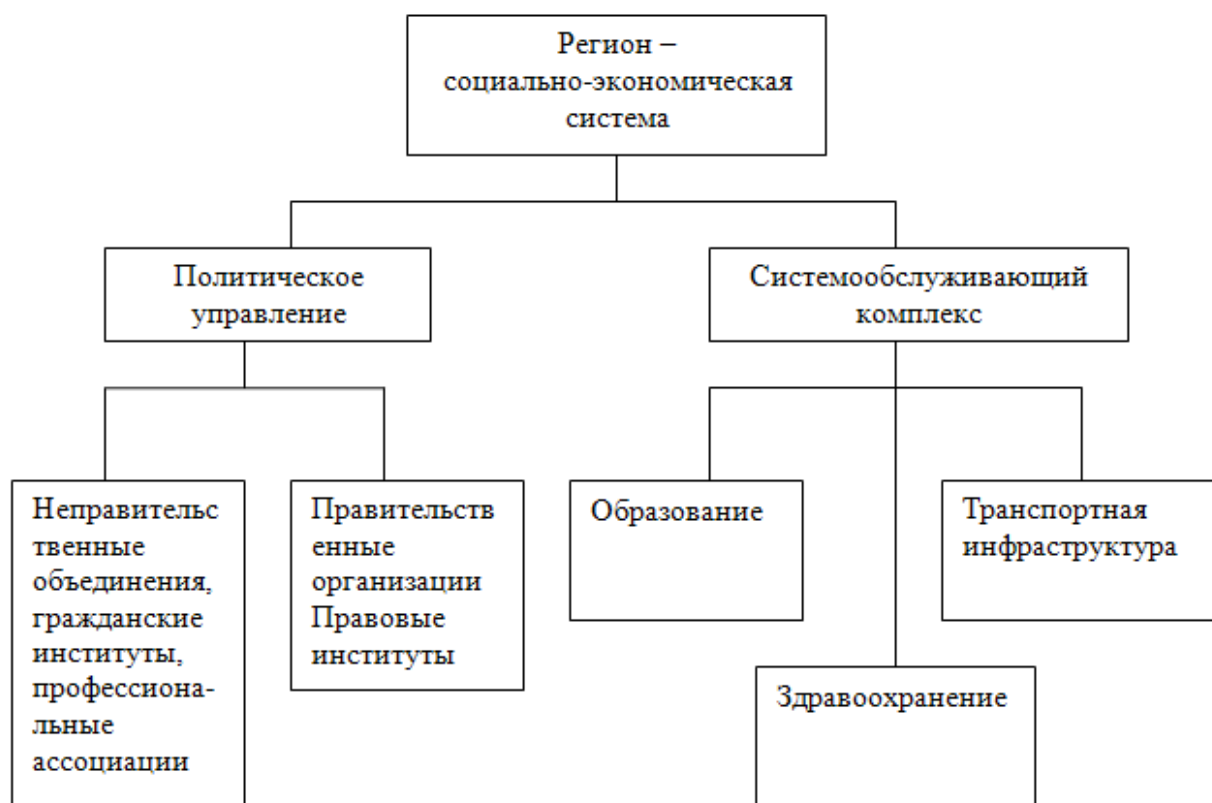 Регион –
социально-экономическая
система
Политическое
управление
Системообслуживающий
комплекс
Неправительс
твенные
объединения,
гражданские
институты,
профессиона-
льные
ассоциации
Правительств
енные
организации
Правовые
институты
Образование
Транспортная
инфраструктура
Здравоохранение